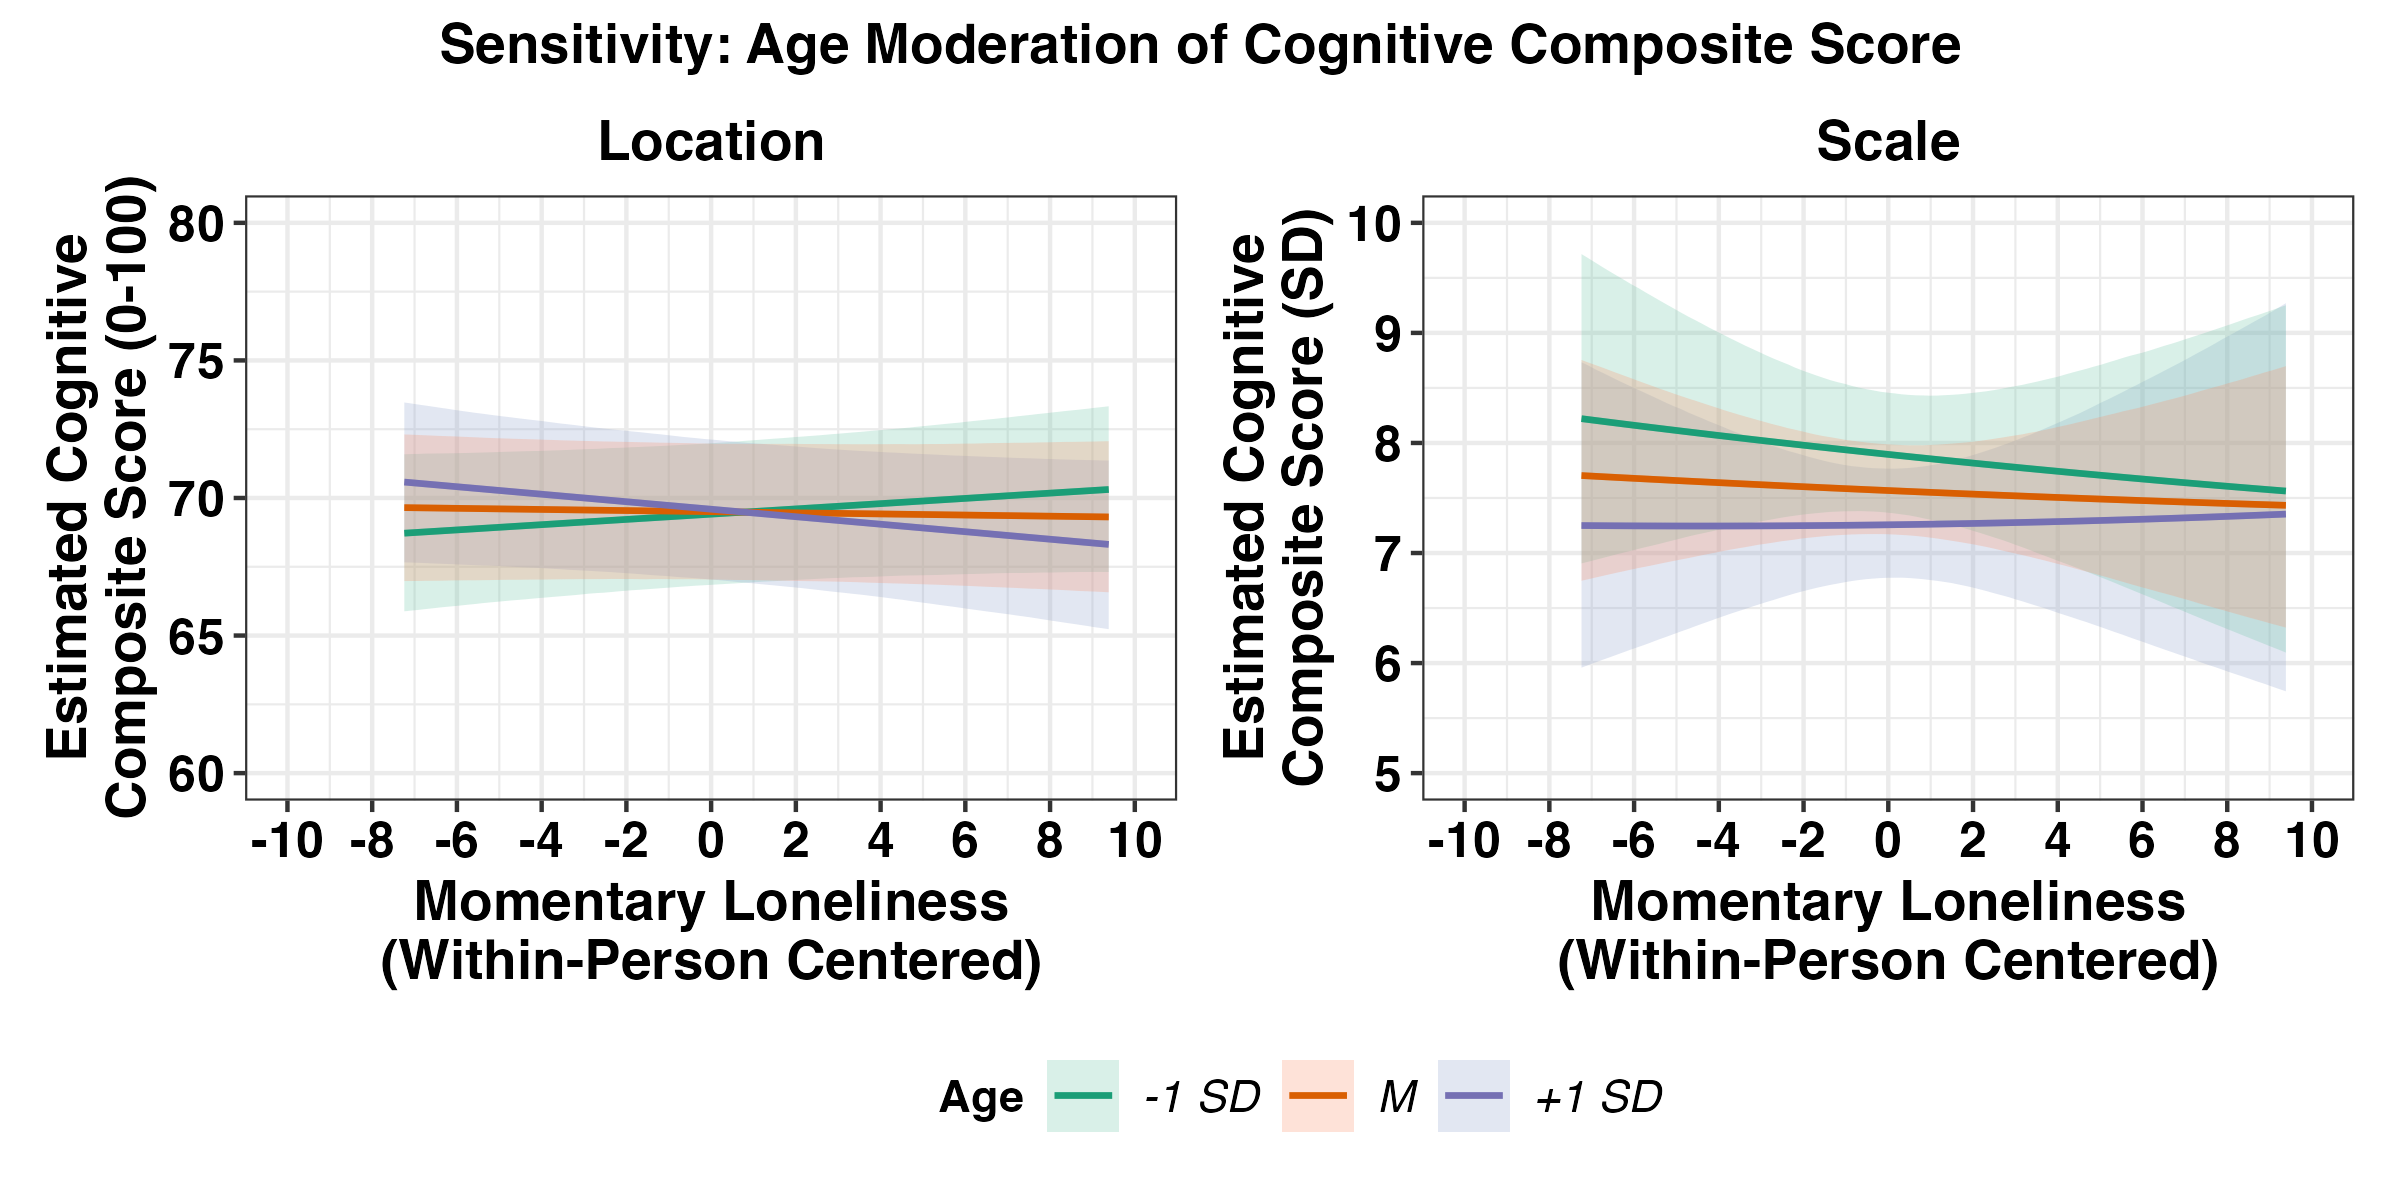 Sensitivity: Age Moderation of Cognitive Composite Score
Location
Estimated Cognitive
Composite Score (0-100)
80
75
70
65
60
-10 -8 -6 -4 -2 0 2 4 6 8 10
Momentary Loneliness
(Within-Person Centered)
Scale
Estimated Cognitive
Composite Score (SD)
10
9
8
7
6
5
-10 -8 -6 -4 -2 0 2 4 6 8 10
Momentary Loneliness
(Within-Person Centered)
Age -1 SD M +1 SD